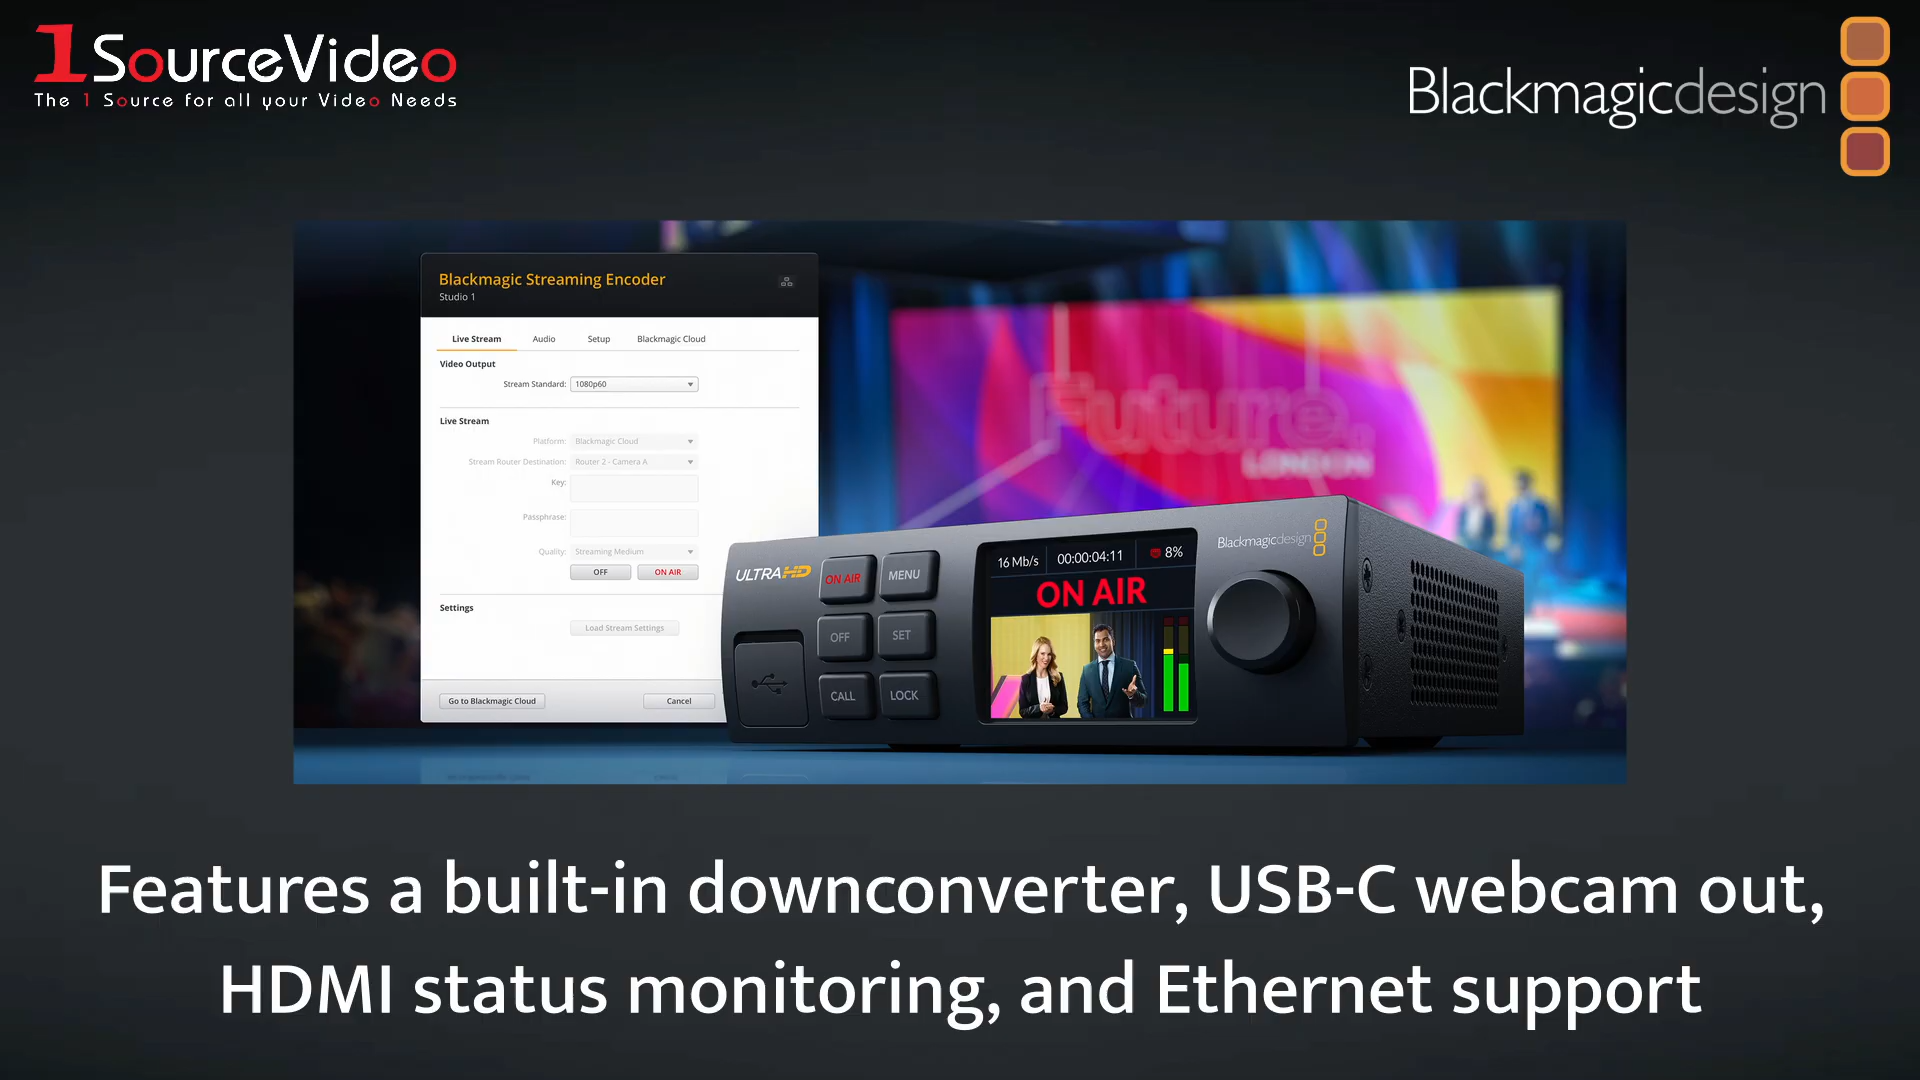 1SourceVideo
The 1 Source for all your Video Needs
Blackmagicdesign
Blackmagic Streaming Encoder
Studio 1
Live Stream Audio Setup Blackmagic Cloud
Video Output
Stream Standard: 1080p60
Live Stream
Platform: Blackmagic Cloud
Stream Router Destination: Router 2 - Camera A
Key:
Passphrase:
Quality: Streaming Medium
OFF ON AIR
Settings
Load Stream Settings
Go to Blackmagic Cloud Cancel
Future.
LONDON
ULTRAHD
ON AIR MENU
OFF SET
CALL LOCK
16 Mb/s 00:00:04:11 8%
ON AIR
Blackmagicdesign
Features a built-in downconverter, USB-C webcam out,
HDMI status monitoring, and Ethernet support